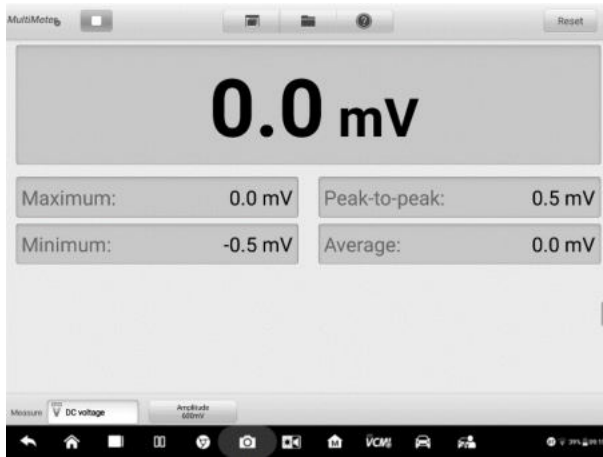 MultiMeter
Reset
0.0 mV
Maximum: 0.0 mV
Peak-to-peak: 0.5 mV
Minimum: -0.5 mV
Average: 0.0 mV
Measure DC voltage
Amplitude
600mV
VCMI
39%